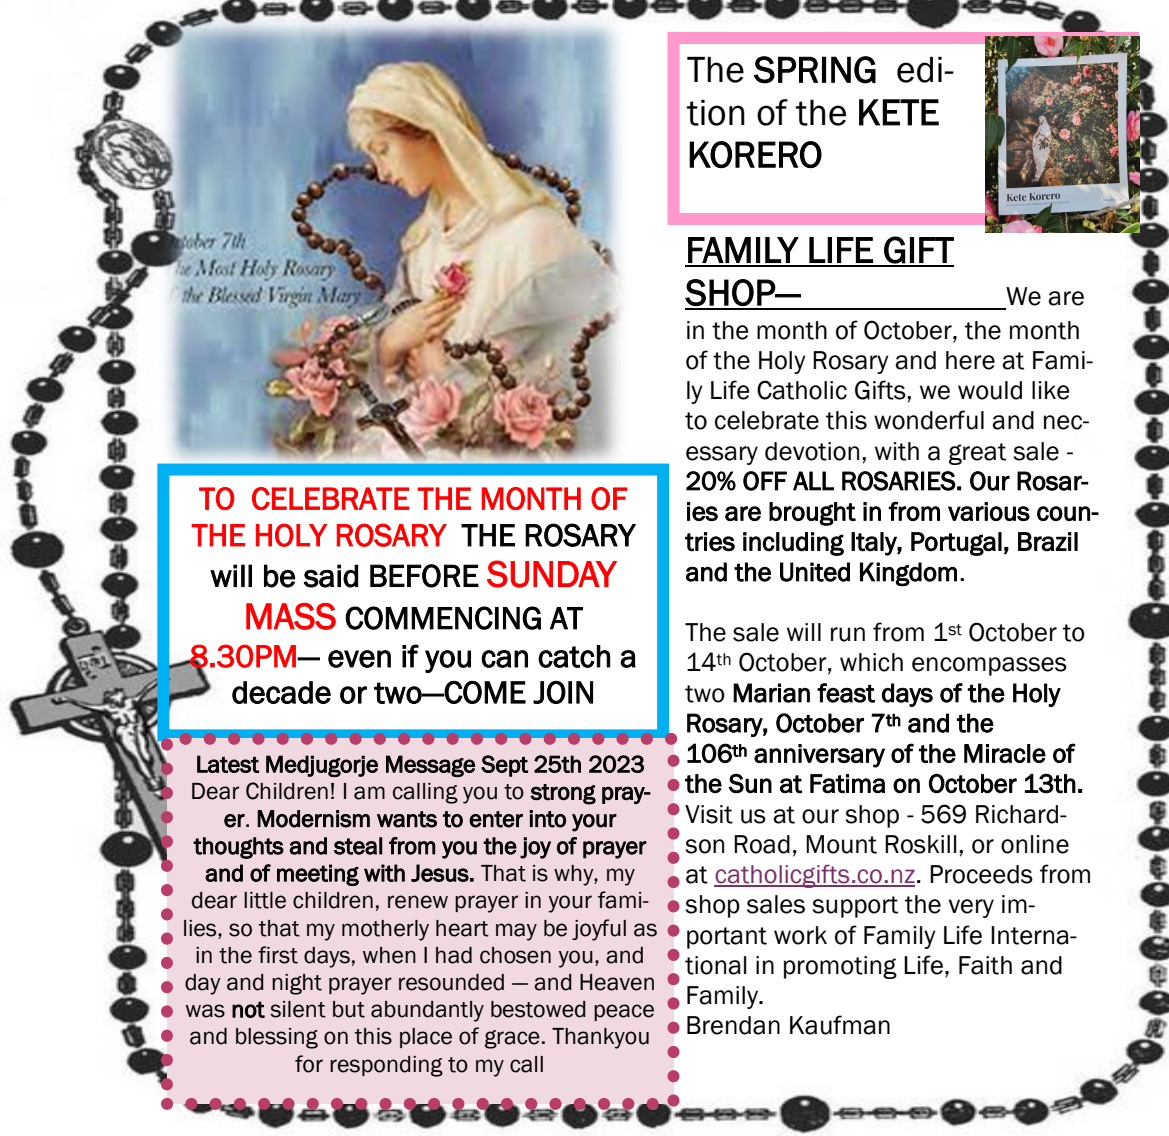 tober 7th
he Most Holy Rosary
the Blessed Virgin Mary
TO CELEBRATE THE MONTH OF
THE HOLY ROSARY THE ROSARY
will be said BEFORE SUNDAY
MASS COMMENCING AT
8.30PM— even if you can catch a
decade or two—COME JOIN
Latest Medjugorje Message Sept 25th 2023
Dear Children! I am calling you to strong pray-
er. Modernism wants to enter into your
thoughts and steal from you the joy of prayer
and of meeting with Jesus. That is why, my
dear little children, renew prayer in your fami-
lies, so that my motherly heart may be joyful as
in the first days, when I had chosen you, and
day and night prayer resounded — and Heaven
was not silent but abundantly bestowed peace
and blessing on this place of grace. Thankyou
for responding to my call
The SPRING edi-
tion of the KETE
KORERO
Kete Korero
FAMILY LIFE GIFT
SHOP— We are
in the month of October, the month
of the Holy Rosary and here at Fami-
ly Life Catholic Gifts, we would like
to celebrate this wonderful and nec-
essary devotion, with a great sale -
20% OFF ALL ROSARIES. Our Rosar-
ies are brought in from various coun-
tries including Italy, Portugal, Brazil
and the United Kingdom.
The sale will run from 1st October to
14th October, which encompasses
two Marian feast days of the Holy
Rosary, October 7th and the
106th anniversary of the Miracle of
the Sun at Fatima on October 13th.
Visit us at our shop - 569 Richard-
son Road, Mount Roskill, or online
at catholicgifts.co.nz. Proceeds from
shop sales support the very im-
portant work of Family Life Interna-
tional in promoting Life, Faith and
Family.
Brendan Kaufman